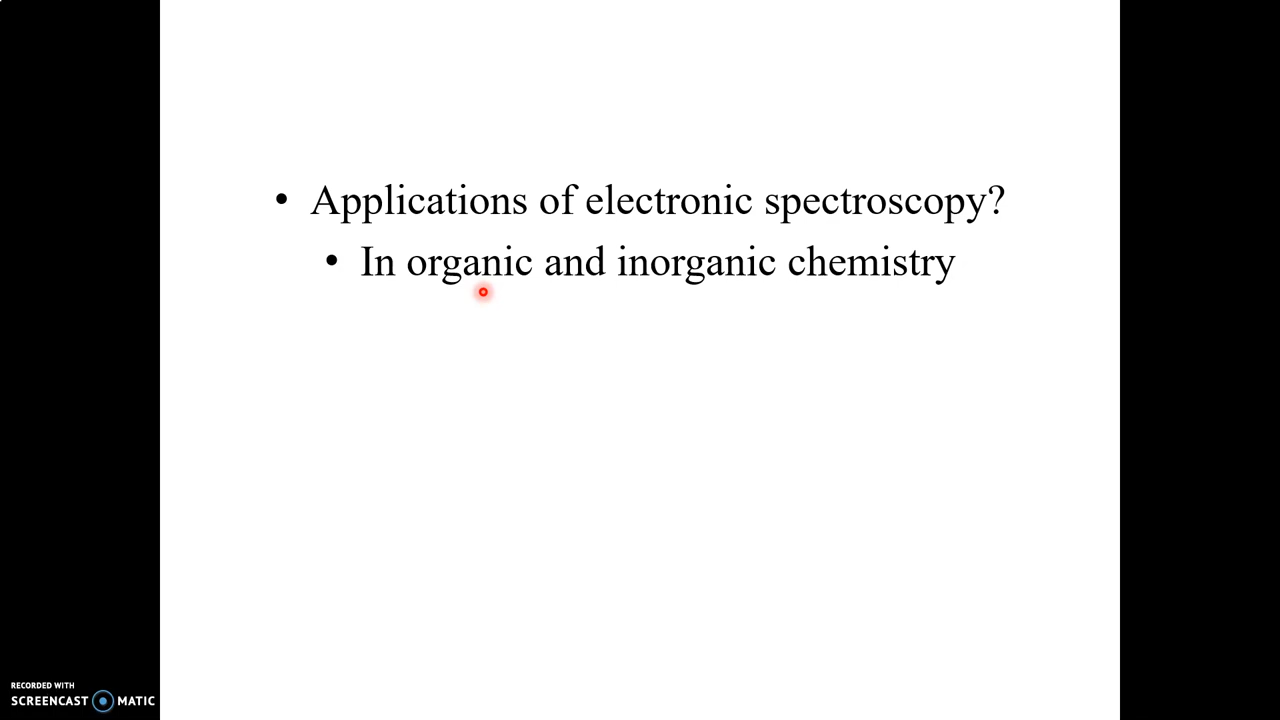 • Applications of electronic spectroscopy?
• In organic and inorganic chemistry
RECORDED WITH
SCREENCAST MATIC